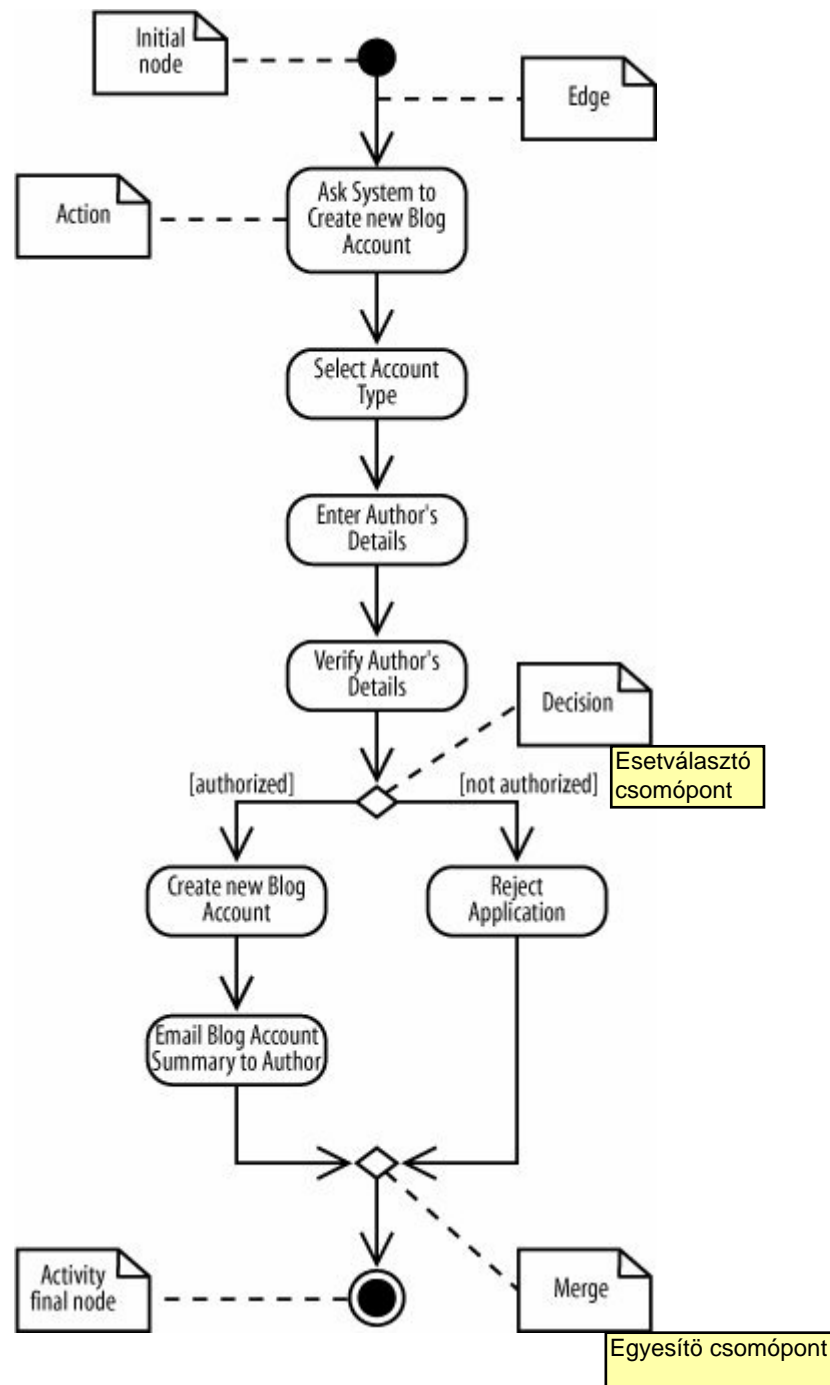 Initial
node
Edge
Action
Ask System to
Create new Blog
Account
Select Account
Type
Enter Author's
Details
Verify Author's
Details
Decision
Esetválasztó
csomópont
[authorized]
[not authorized]
Create new Blog
Account
Reject
Application
Email Blog Account
Summary to Author
Activity
final node
Merge
Egyesítö csomópont